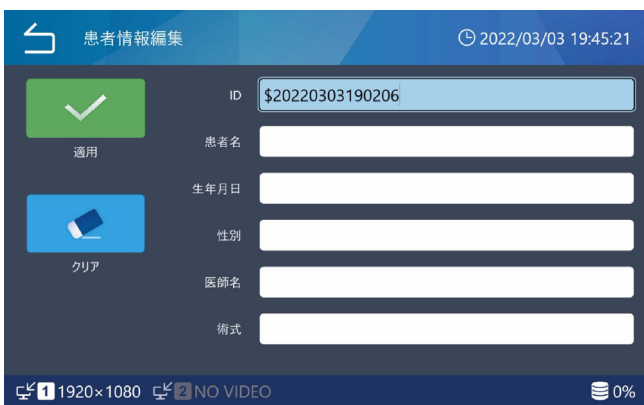 患者情報編集
2022/03/03 19:45:21
ID $20220303190206
適用
患者名
生年月日
性別
クリア
医師名
術式
1 1920×1080 2 NO VIDEO 0%